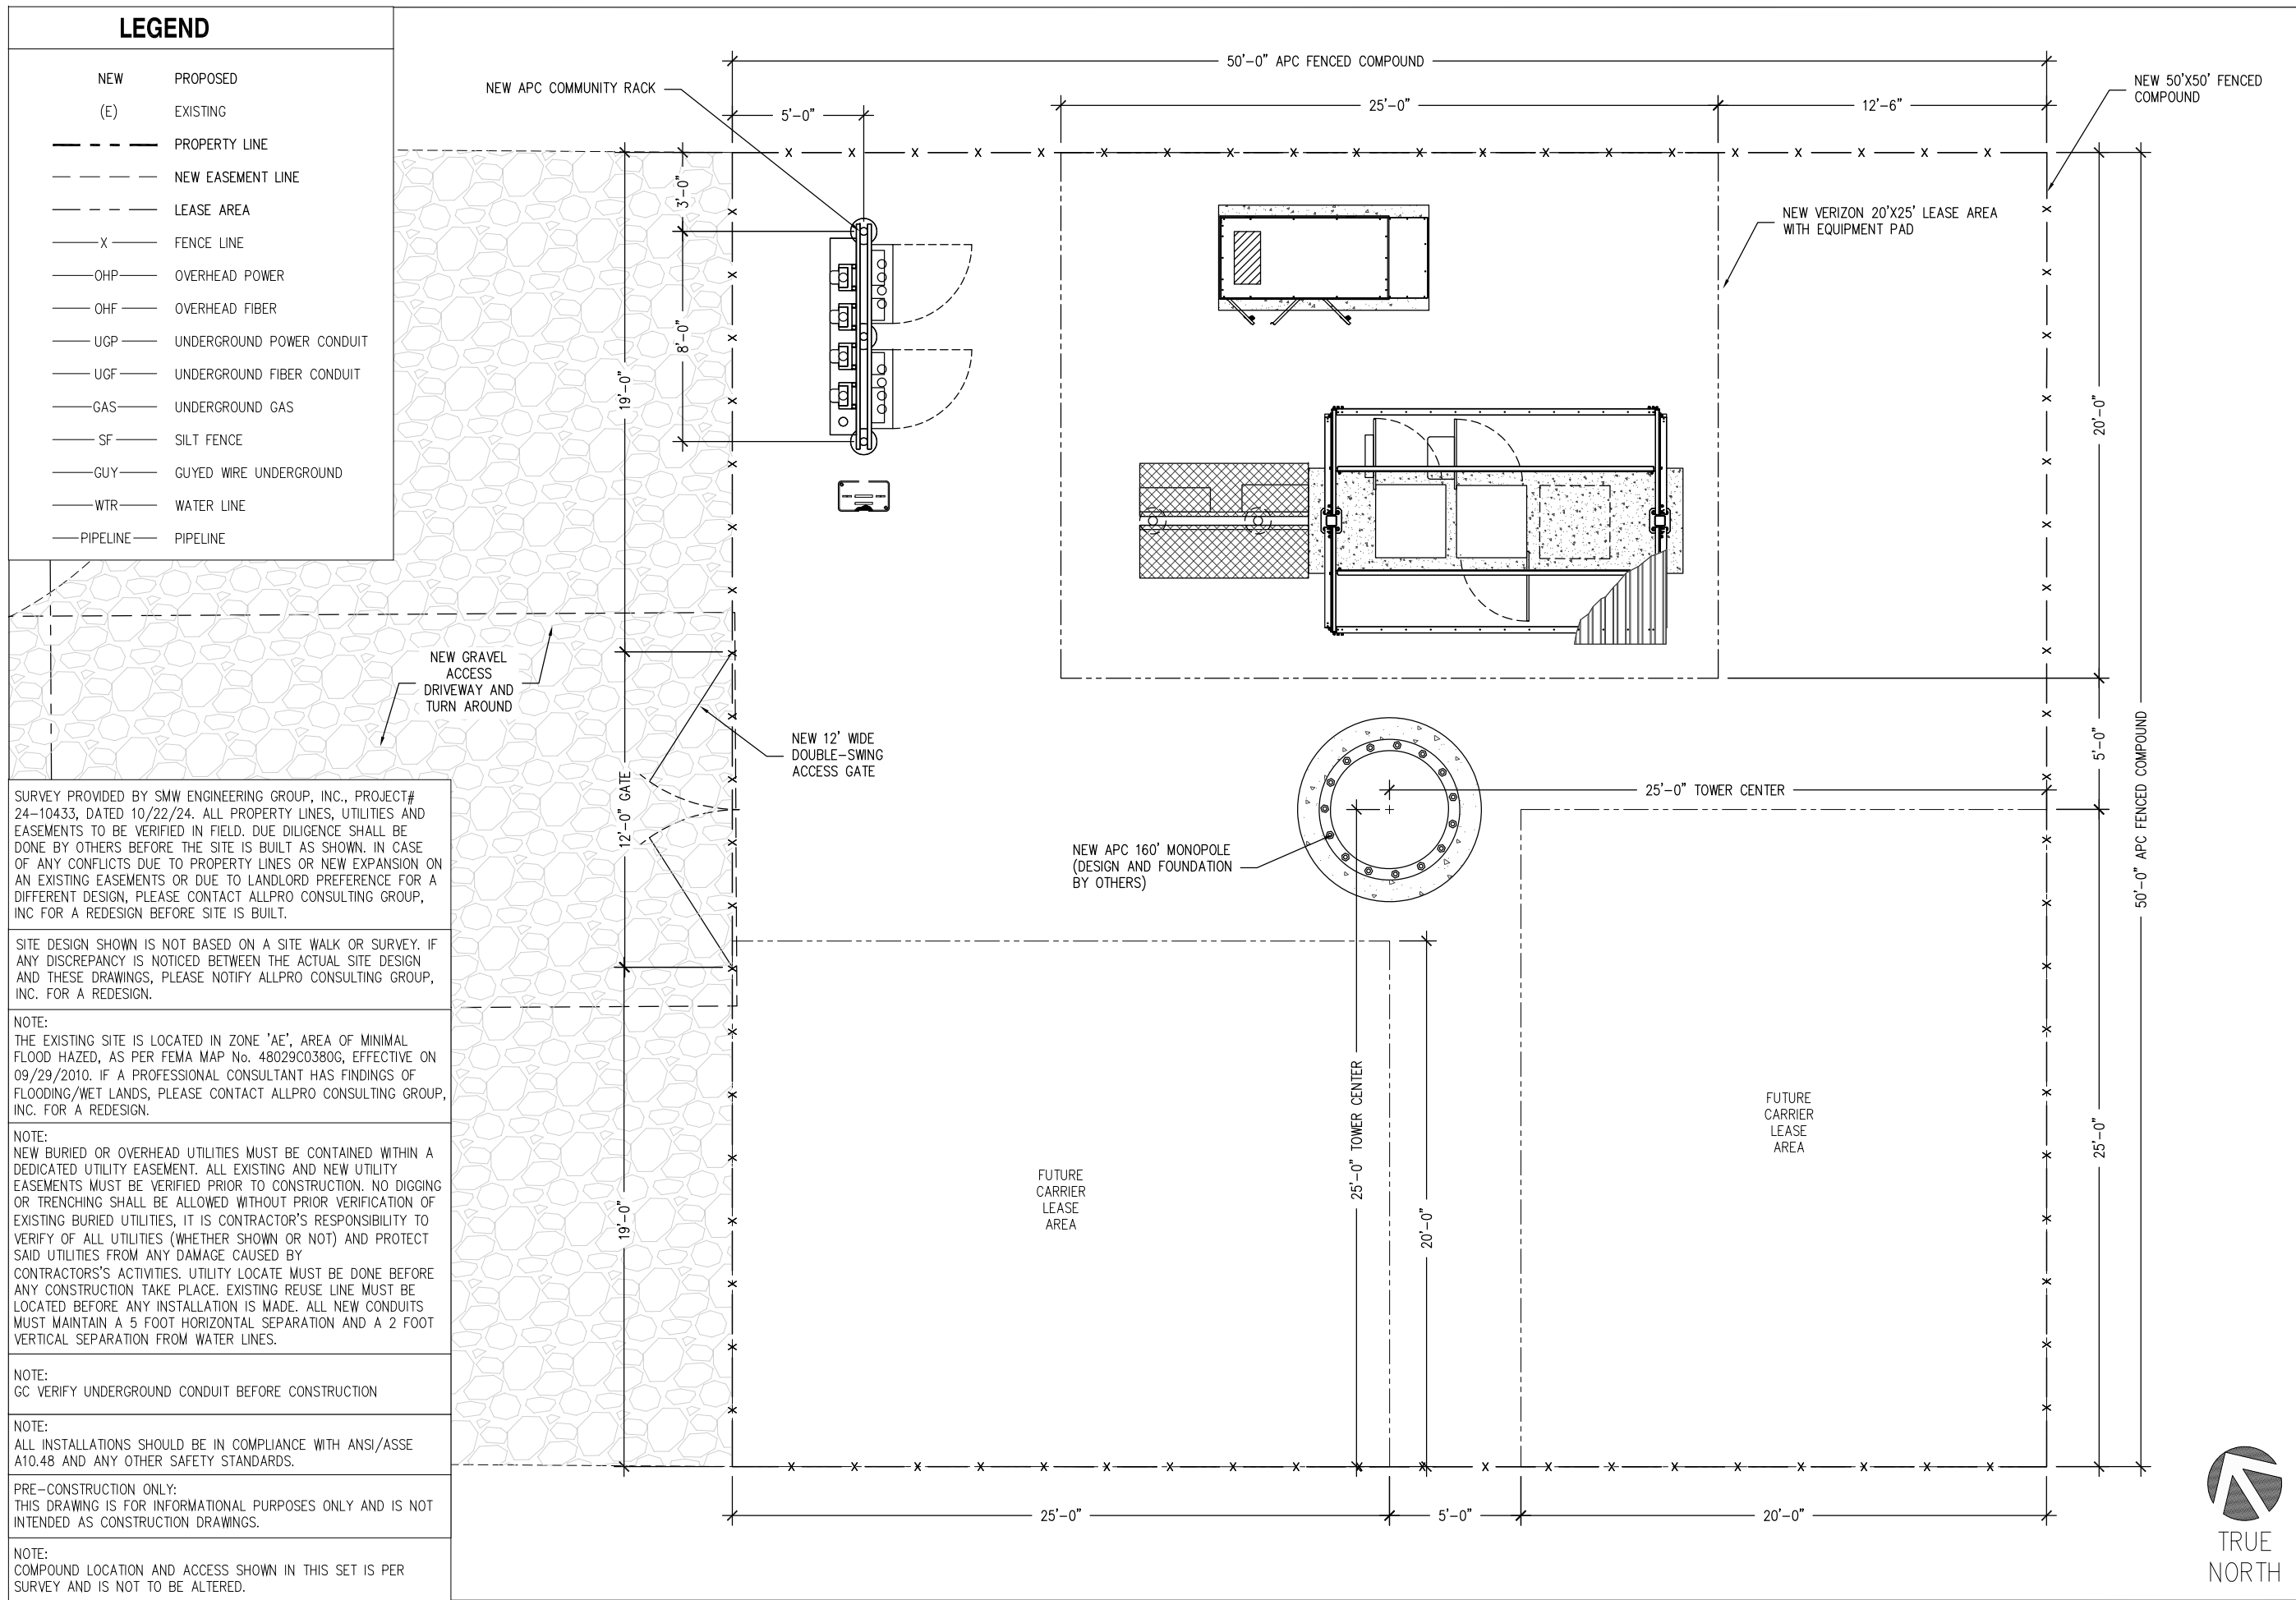 LEGEND
NEW PROPOSED
(E) EXISTING
PROPERTY LINE
NEW EASEMENT LINE
LEASE AREA
X FENCE LINE
OHP OVERHEAD POWER
OHF OVERHEAD FIBER
UGP UNDERGROUND POWER CONDUIT
UGF UNDERGROUND FIBER CONDUIT
GAS UNDERGROUND GAS
SF SILT FENCE
GUY GUYED WIRE UNDERGROUND
WTR WATER LINE
PIPELINE PIPELINE
50'-0" APC FENCED COMPOUND
NEW APC COMMUNITY RACK
5'-0"
25'-0"
12'-6"
NEW 50'X50' FENCED
COMPOUND
3'-0"
8'-0"
19'-0"
NEW VERIZON 20'X25' LEASE AREA
WITH EQUIPMENT PAD
20'-0"
NEW GRAVEL
ACCESS
DRIVEWAY AND
TURN AROUND
12'-0" GATE
NEW 12' WIDE
DOUBLE-SWING
ACCESS GATE
5'-0"
50'-0" APC FENCED COMPOUND
25'-0" TOWER CENTER
NEW APC 160' MONOPOLE
(DESIGN AND FOUNDATION
BY OTHERS)
25'-0" TOWER CENTER
20'-0"
19'-0"
25'-0"
FUTURE
CARRIER
LEASE
AREA
FUTURE
CARRIER
LEASE
AREA
25'-0"
5'-0"
20'-0"
TRUE
NORTH
SURVEY PROVIDED BY SMW ENGINEERING GROUP, INC., PROJECT#
24-10433, DATED 10/22/24. ALL PROPERTY LINES, UTILITIES AND
EASEMENTS TO BE VERIFIED IN FIELD. DUE DILIGENCE SHALL BE
DONE BY OTHERS BEFORE THE SITE IS BUILT AS SHOWN. IN CASE
OF ANY CONFLICTS DUE TO PROPERTY LINES OR NEW EXPANSION ON
AN EXISTING EASEMENTS OR DUE TO LANDLORD PREFERENCE FOR A
DIFFERENT DESIGN, PLEASE CONTACT ALLPRO CONSULTING GROUP,
INC FOR A REDESIGN BEFORE SITE IS BUILT.
SITE DESIGN SHOWN IS NOT BASED ON A SITE WALK OR SURVEY. IF
ANY DISCREPANCY IS NOTICED BETWEEN THE ACTUAL SITE DESIGN
AND THESE DRAWINGS, PLEASE NOTIFY ALLPRO CONSULTING GROUP,
INC. FOR A REDESIGN.
NOTE:
THE EXISTING SITE IS LOCATED IN ZONE 'AE', AREA OF MINIMAL
FLOOD HAZED, AS PER FEMA MAP No. 48029C0380G, EFFECTIVE ON
09/29/2010. IF A PROFESSIONAL CONSULTANT HAS FINDINGS OF
FLOODING/WET LANDS, PLEASE CONTACT ALLPRO CONSULTING GROUP,
INC. FOR A REDESIGN.
NOTE:
NEW BURIED OR OVERHEAD UTILITIES MUST BE CONTAINED WITHIN A
DEDICATED UTILITY EASEMENT. ALL EXISTING AND NEW UTILITY
EASEMENTS MUST BE VERIFIED PRIOR TO CONSTRUCTION. NO DIGGING
OR TRENCHING SHALL BE ALLOWED WITHOUT PRIOR VERIFICATION OF
EXISTING BURIED UTILITIES, IT IS CONTRACTOR'S RESPONSIBILITY TO
VERIFY OF ALL UTILITIES (WHETHER SHOWN OR NOT) AND PROTECT
SAID UTILITIES FROM ANY DAMAGE CAUSED BY
CONTRACTORS'S ACTIVITIES. UTILITY LOCATE MUST BE DONE BEFORE
ANY CONSTRUCTION TAKE PLACE. EXISTING REUSE LINE MUST BE
LOCATED BEFORE ANY INSTALLATION IS MADE. ALL NEW CONDUITS
MUST MAINTAIN A 5 FOOT HORIZONTAL SEPARATION AND A 2 FOOT
VERTICAL SEPARATION FROM WATER LINES.
NOTE:
GC VERIFY UNDERGROUND CONDUIT BEFORE CONSTRUCTION
NOTE:
ALL INSTALLATIONS SHOULD BE IN COMPLIANCE WITH ANSI/ASSE
A10.48 AND ANY OTHER SAFETY STANDARDS.
PRE-CONSTRUCTION ONLY:
THIS DRAWING IS FOR INFORMATIONAL PURPOSES ONLY AND IS NOT
INTENDED AS CONSTRUCTION DRAWINGS.
NOTE:
COMPOUND LOCATION AND ACCESS SHOWN IN THIS SET IS PER
SURVEY AND IS NOT TO BE ALTERED.